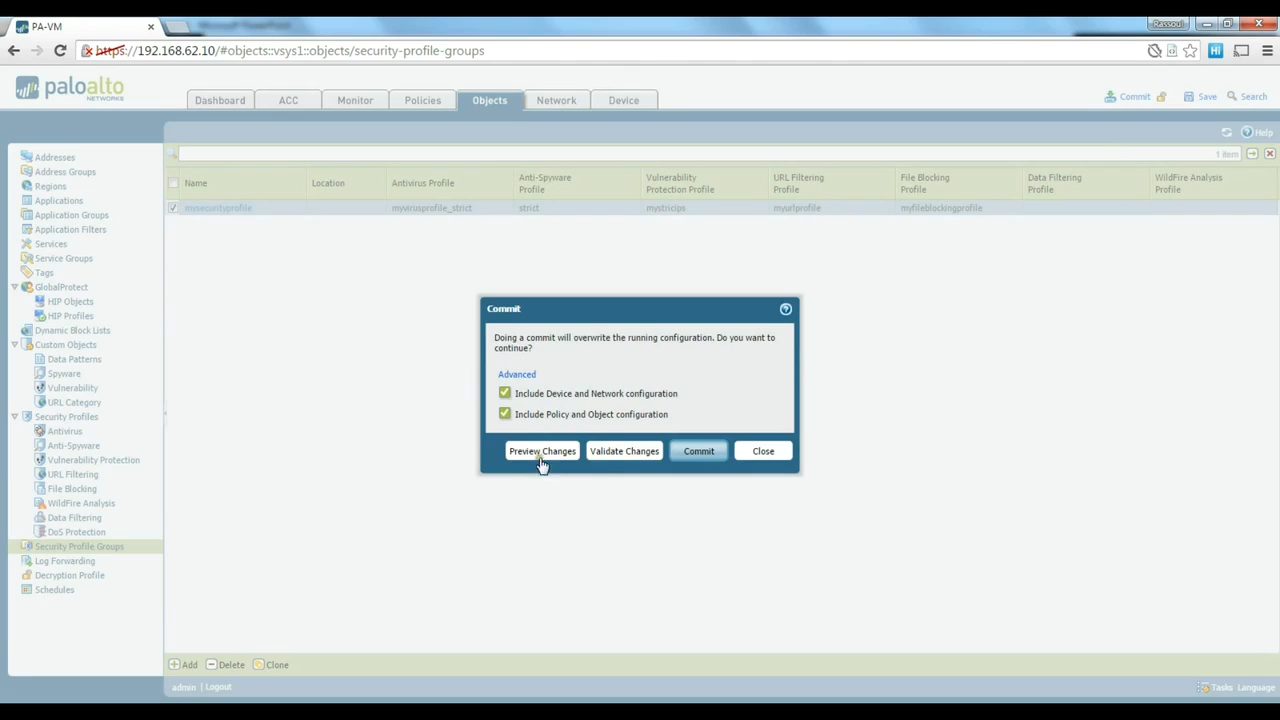 PA-VM
Rassoul
https://192.168.62.10/#objects::vsys1::objects/security-profile-groups
Hi
paloalto
NETWORKS
Dashboard
ACC
Monitor
Policies
Objects
Network
Device
Commit
Save
Search
Help
1 item
Addresses
Address Groups
Regions
Applications
Application Groups
Application Filters
Services
Service Groups
Tags
GlobalProtect
HIP Objects
HIP Profiles
Dynamic Block Lists
Custom Objects
Data Patterns
Spyware
Vulnerability
URL Category
Security Profiles
Antivirus
Anti-Spyware
Vulnerability Protection
URL Filtering
File Blocking
WildFire Analysis
Data Filtering
DoS Protection
Security Profile Groups
Log Forwarding
Decryption Profile
Schedules
Name
Location
Antivirus Profile
Anti-Spyware
Profile
Vulnerability
Protection Profile
URL Filtering
Profile
File Blocking
Profile
Data Filtering
Profile
WildFire Analysis
Profile
mysecurityprofile
myvirusprofile_strict
strict
mystricips
myurlprofile
myfileblockingprofile
Commit
Doing a commit will overwrite the running configuration. Do you want to
continue?
Advanced
Include Device and Network configuration
Include Policy and Object configuration
Preview Changes
Validate Changes
Commit
Close
Add
Delete
Clone
admin | Logout
Tasks
Language